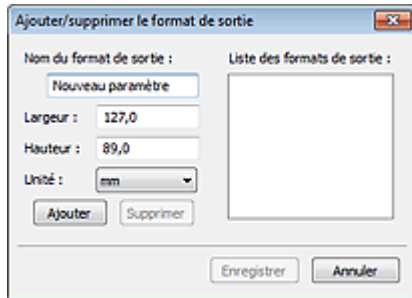 Ajouter/supprimer le format de sortie
Nom du format de sortie :
Nouveau paramètre
Largeur :
127,0
Hauteur :
89,0
Unité :
mm
Ajouter
Supprimer
Liste des formats de sortie :
Enregistrer
Annuler